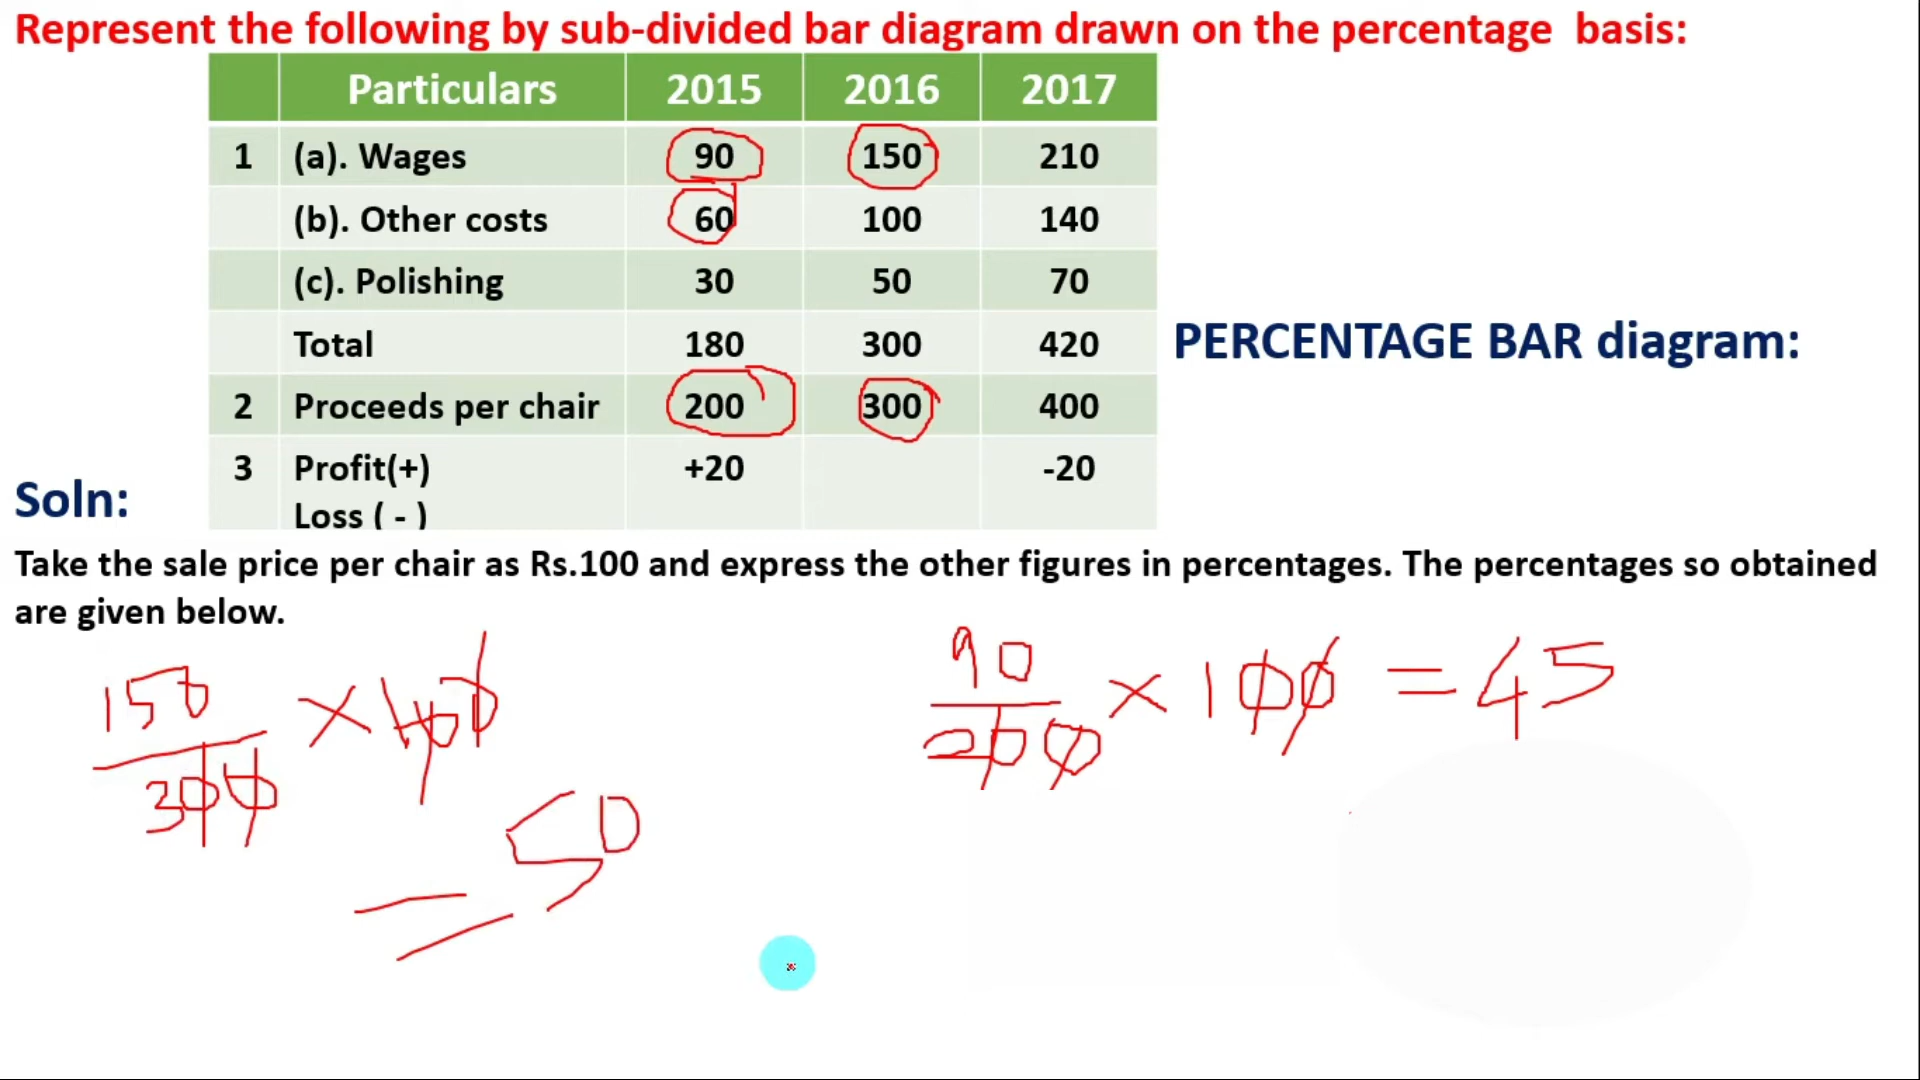 Represent the following by sub-divided bar diagram drawn on the percentage basis:
Particulars 2015 2016 2017
1 (a). Wages 90 150 210
(b). Other costs 60 100 140
(c). Polishing 30 50 70
Total 180 300 420
PERCENTAGE BAR diagram:
2 Proceeds per chair 200 300 400
3 Profit(+) +20 -20
Loss ( - )
Soln:
Take the sale price per chair as Rs.100 and express the other figures in percentages. The percentages so obtained
are given below.
150
300
× 100
= 50
90
200
× 100 = 45